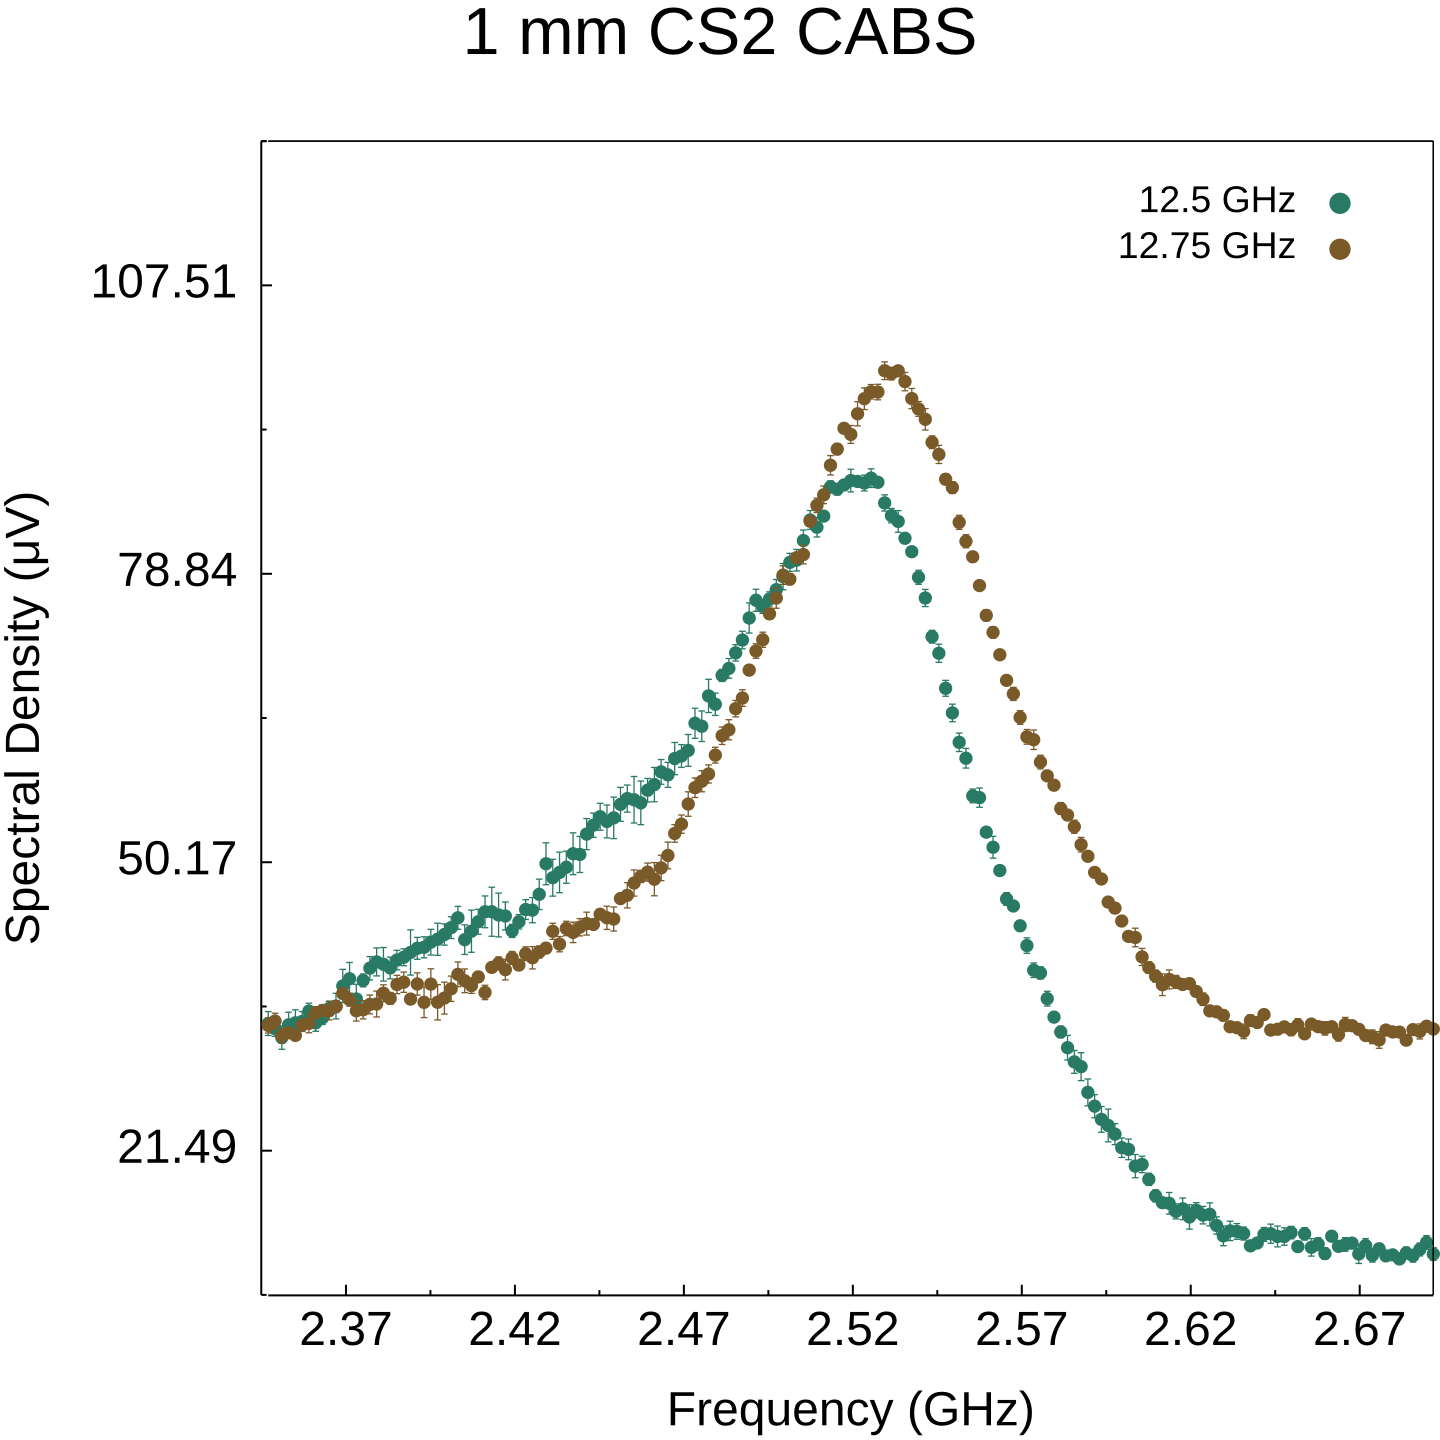 1 mm CS2 CABS
12.5 GHz
12.75 GHz
107.51
78.84
50.17
21.49
Spectral Density (μV)
2.37 2.42 2.47 2.52 2.57 2.62 2.67
Frequency (GHz)